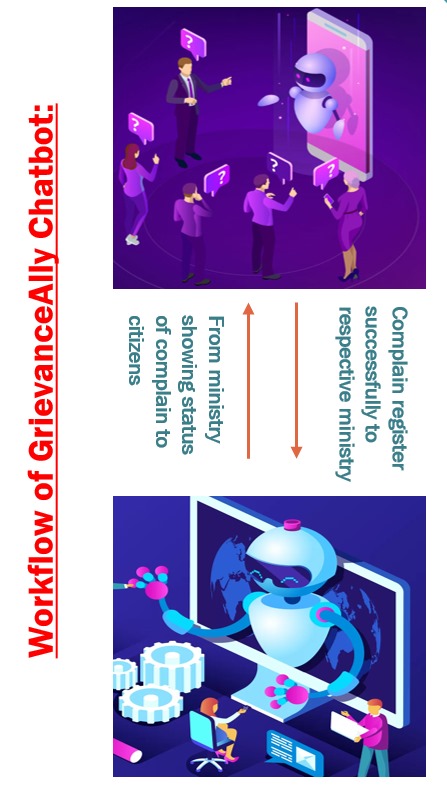 Workflow of GrievanceAlly Chatbot:
?
?
?
?
?
Complain register
successfully to
respective ministry
From ministry
showing status
of complain to
citizens